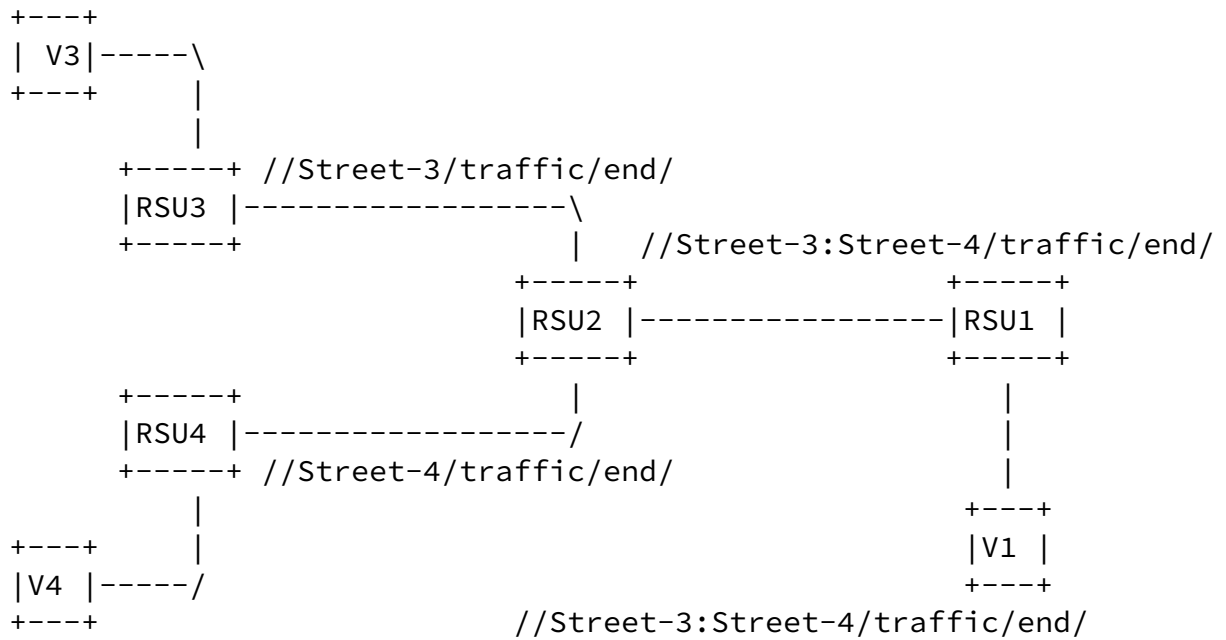 V3
//Street-3/traffic/end/
RSU3
//Street-3:Street-4/traffic/end/
RSU2 RSU1
RSU4
//Street-4/traffic/end/
V1
V4
//Street-3:Street-4/traffic/end/